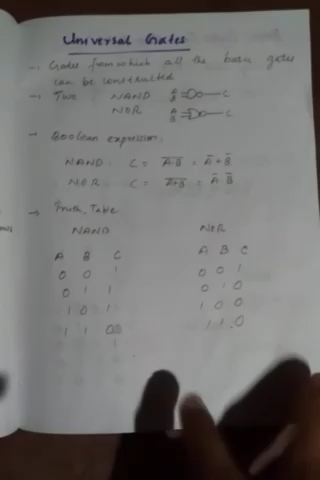 Universal Gates
→ Gates from which all the basic gates
can be constructed
→ Two NAND A B C
NOR A B C
→ Boolean expression:
NAND: C = A̅·̅B̅ = A̅ + B̅
NOR: C = A̅+̅B̅ = A̅ B̅
→ Truth Table
NAND NOR
A B C A B C
0 0 1 0 0 1
0 1 1 0 1 0
1 0 1 1 0 0
1 1 0 1 1 0